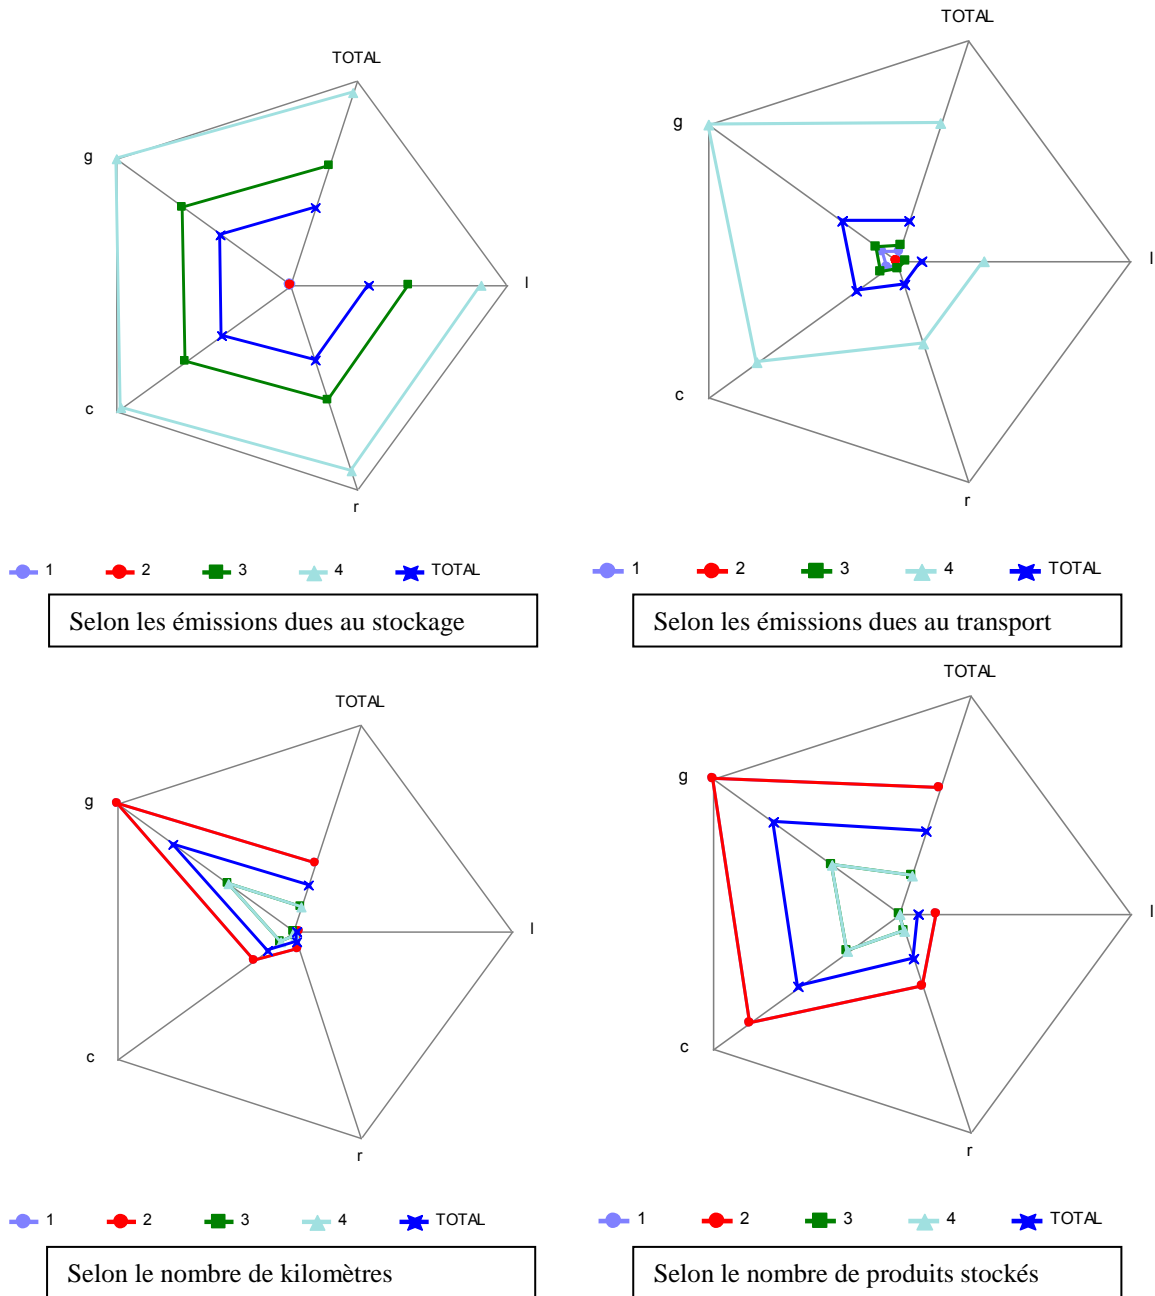 TOTAL
g
l
c
r
1 2 3 4 TOTAL
Selon les émissions dues au stockage
TOTAL
g
l
c
r
1 2 3 4 TOTAL
Selon les émissions dues au transport
TOTAL
g
l
c
r
1 2 3 4 TOTAL
Selon le nombre de kilomètres
TOTAL
g
l
c
r
1 2 3 4 TOTAL
Selon le nombre de produits stockés